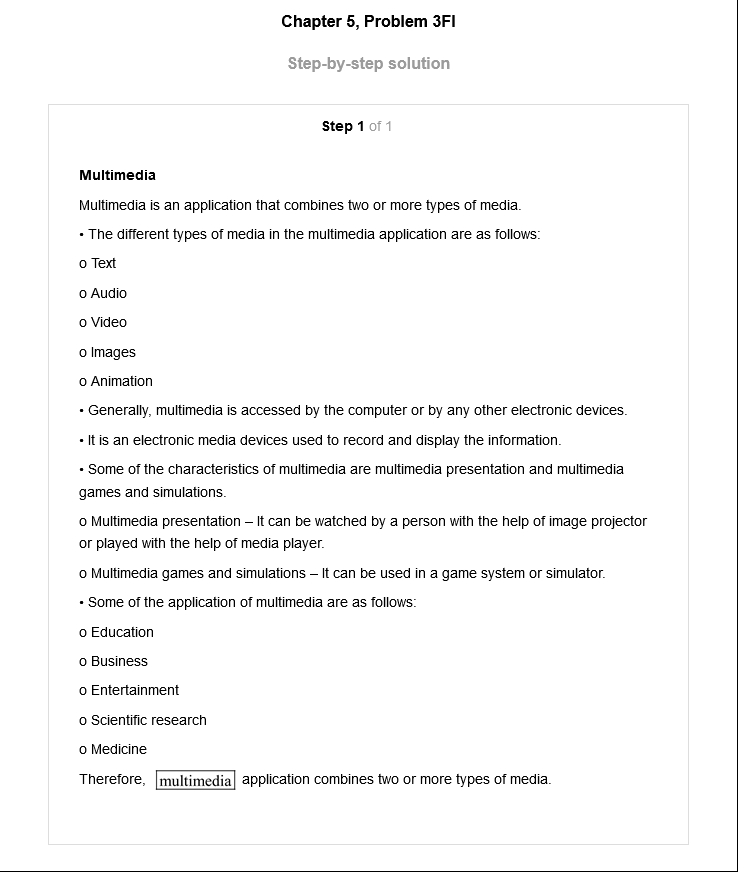 Chapter 5, Problem 3FI
Step-by-step solution
Step 1 of 1
Multimedia
Multimedia is an application that combines two or more types of media.
• The different types of media in the multimedia application are as follows:
o Text
o Audio
o Video
o Images
o Animation
• Generally, multimedia is accessed by the computer or by any other electronic devices.
• It is an electronic media devices used to record and display the information.
• Some of the characteristics of multimedia are multimedia presentation and multimedia
games and simulations.
o Multimedia presentation – It can be watched by a person with the help of image projector
or played with the help of media player.
o Multimedia games and simulations – It can be used in a game system or simulator.
• Some of the application of multimedia are as follows:
o Education
o Business
o Entertainment
o Scientific research
o Medicine
Therefore, multimedia application combines two or more types of media.